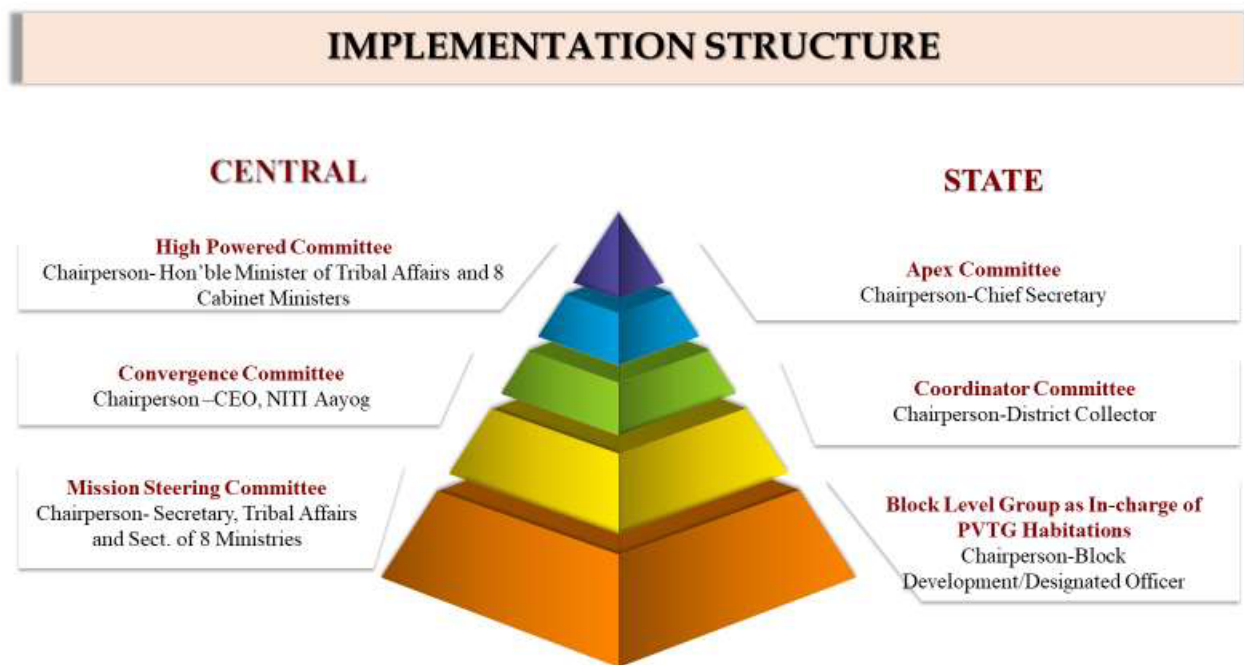 IMPLEMENTATION STRUCTURE
CENTRAL
High Powered Committee
Chairperson- Hon'ble Minister of Tribal Affairs and 8
Cabinet Ministers
Convergence Committee
Chairperson –CEO, NITI Aayog
Mission Steering Committee
Chairperson- Secretary, Tribal Affairs
and Sect. of 8 Ministries
STATE
Apex Committee
Chairperson-Chief Secretary
Coordinator Committee
Chairperson-District Collector
Block Level Group as In-charge of
PVTG Habitations
Chairperson-Block
Development/Designated Officer